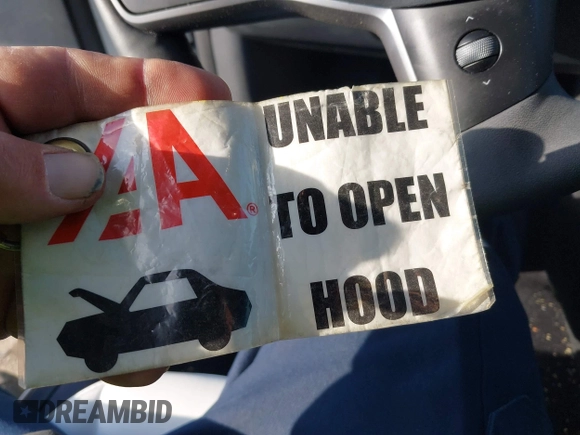 AA®
UNABLE
TO OPEN
HOOD
DREAMBID